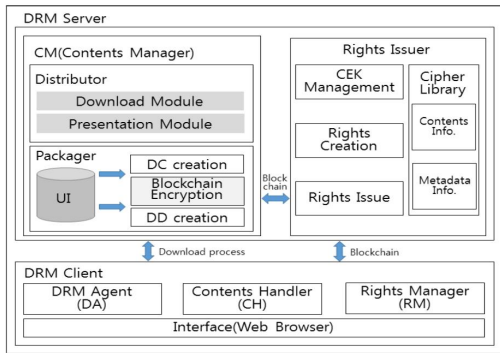 DRM Server
CM(Contents Manager)
Distributor
Download Module
Presentation Module
Packager
UI
DC creation
Blockchain
Encryption
DD creation
Block
chain
Rights Issuer
CEK
Management
Rights
Creation
Rights Issue
Cipher
Library
Contents
Info.
Metadata
Info.
Download process
Blockchain
DRM Client
DRM Agent
(DA)
Contents Handler
(CH)
Rights Manager
(RM)
Interface(Web Browser)